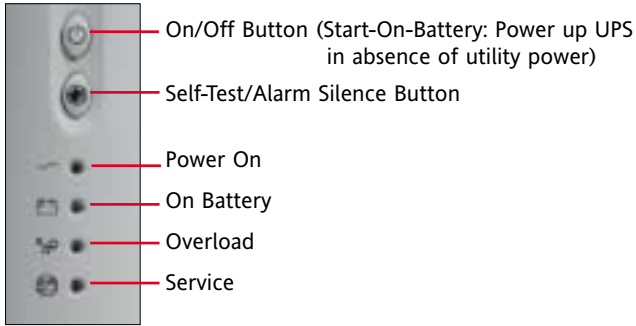 On/Off Button (Start-On-Battery: Power up UPS
in absence of utility power)
Self-Test/Alarm Silence Button
Power On
On Battery
Overload
Service